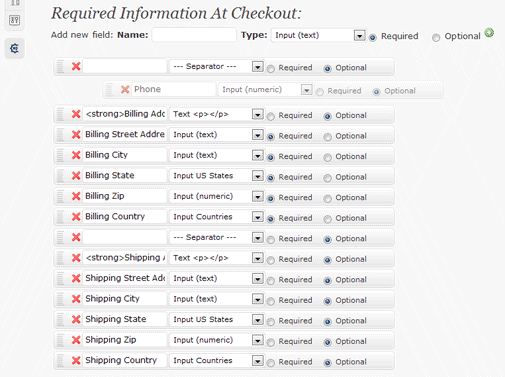 Required Information At Checkout:
Add new field: Name: Type: Input (text) Required Optional
--- Separator --- Required Optional
Phone Input (numeric) Required Optional
<strong>Billing Adc Text <p></p> Required Optional
Billing Street Addre Input (text) Required Optional
Billing City Input (text) Required Optional
Billing State Input US States Required Optional
Billing Zip Input (numeric) Required Optional
Billing Country Input Countries Required Optional
--- Separator --- Required Optional
<strong>Shipping A Text <p></p> Required Optional
Shipping Street Adc Input (text) Required Optional
Shipping City Input (text) Required Optional
Shipping State Input US States Required Optional
Shipping Zip Input (numeric) Required Optional
Shipping Country Input Countries Required Optional